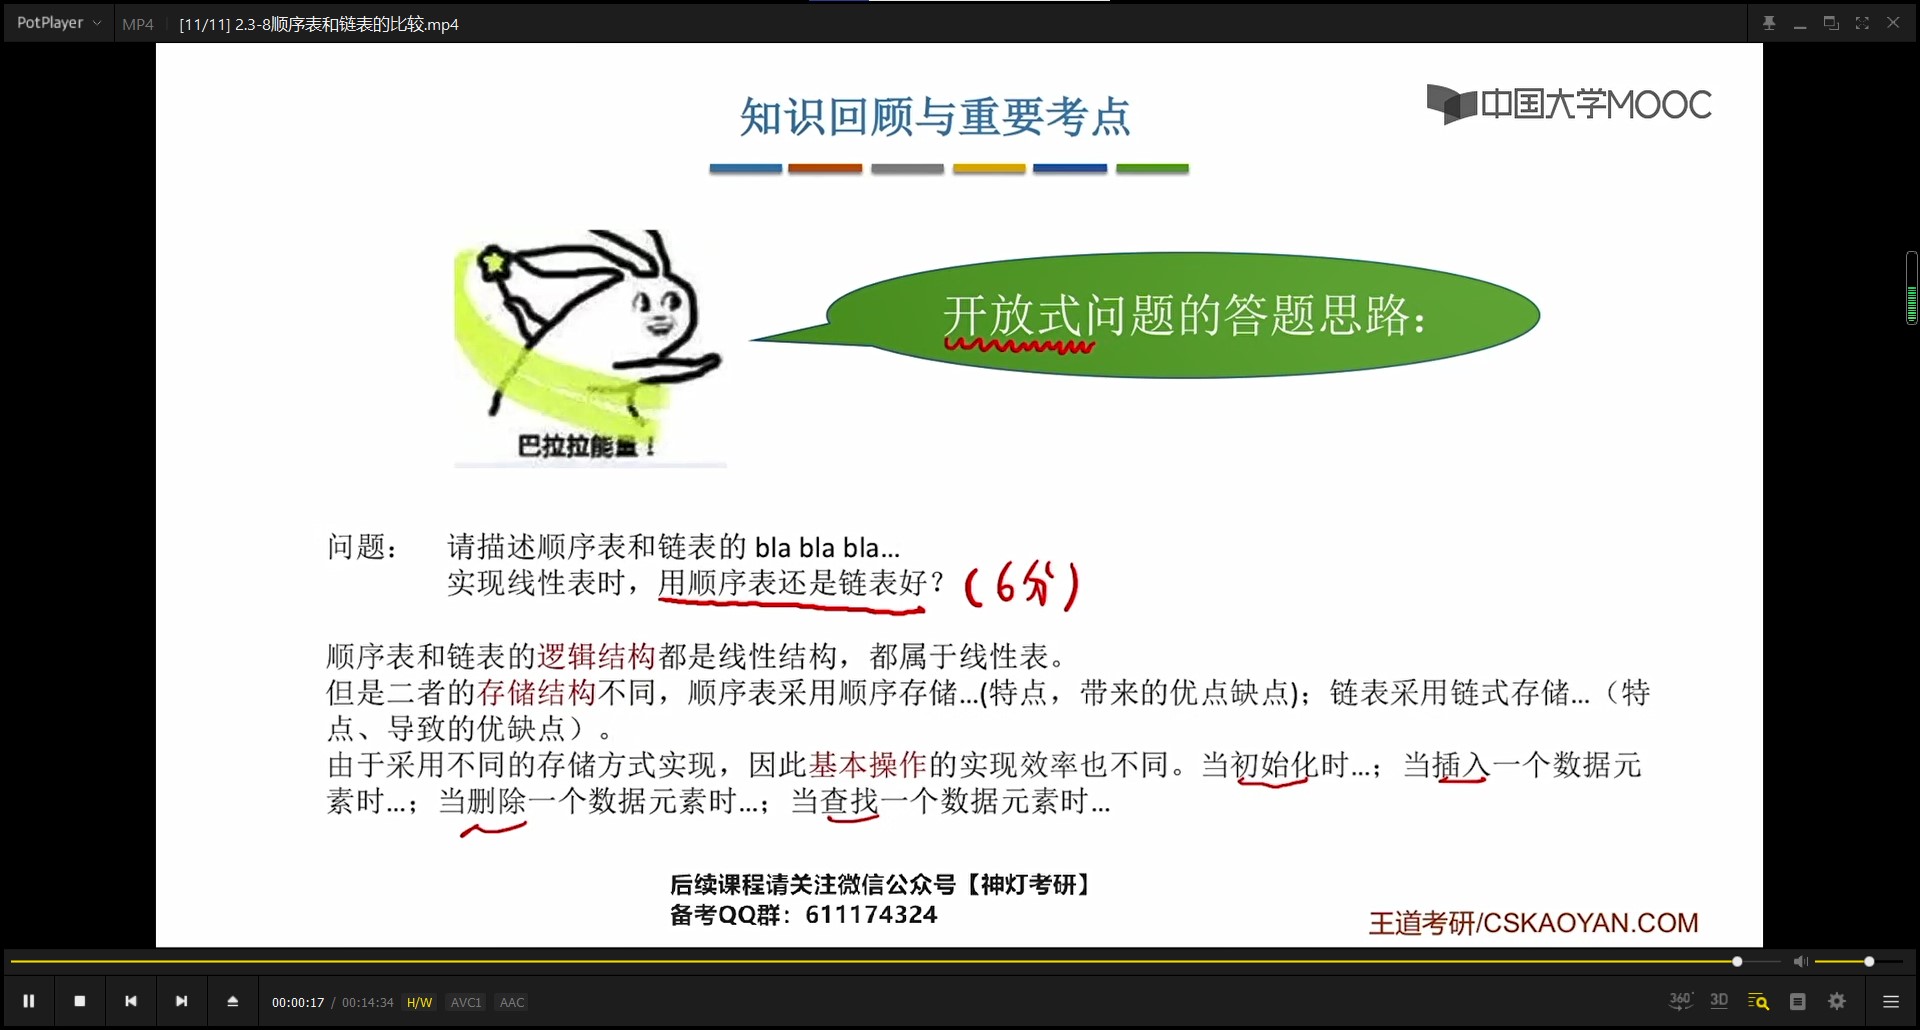 PotPlayer MP4 [11/11] 2.3-8顺序表和链表的比较.mp4
知识回顾与重要考点
中国大学MOOC
开放式问题的答题思路：
巴拉拉能量！
问题： 请描述顺序表和链表的 bla bla bla...
实现线性表时，用顺序表还是链表好？ (6分)
顺序表和链表的逻辑结构都是线性结构，都属于线性表。
但是二者的存储结构不同，顺序表采用顺序存储...(特点，带来的优点缺点)；链表采用链式存储...（特
点、导致的优缺点）。
由于采用不同的存储方式实现，因此基本操作的实现效率也不同。当初始化时...；当插入一个数据元
素时...；当删除一个数据元素时...；当查找一个数据元素时...
后续课程请关注微信公众号【神灯考研】
备考QQ群：611174324
王道考研/CSKAOYAN.COM
00:00:17 / 00:14:34 H/W AVC1 AAC 360° 3D